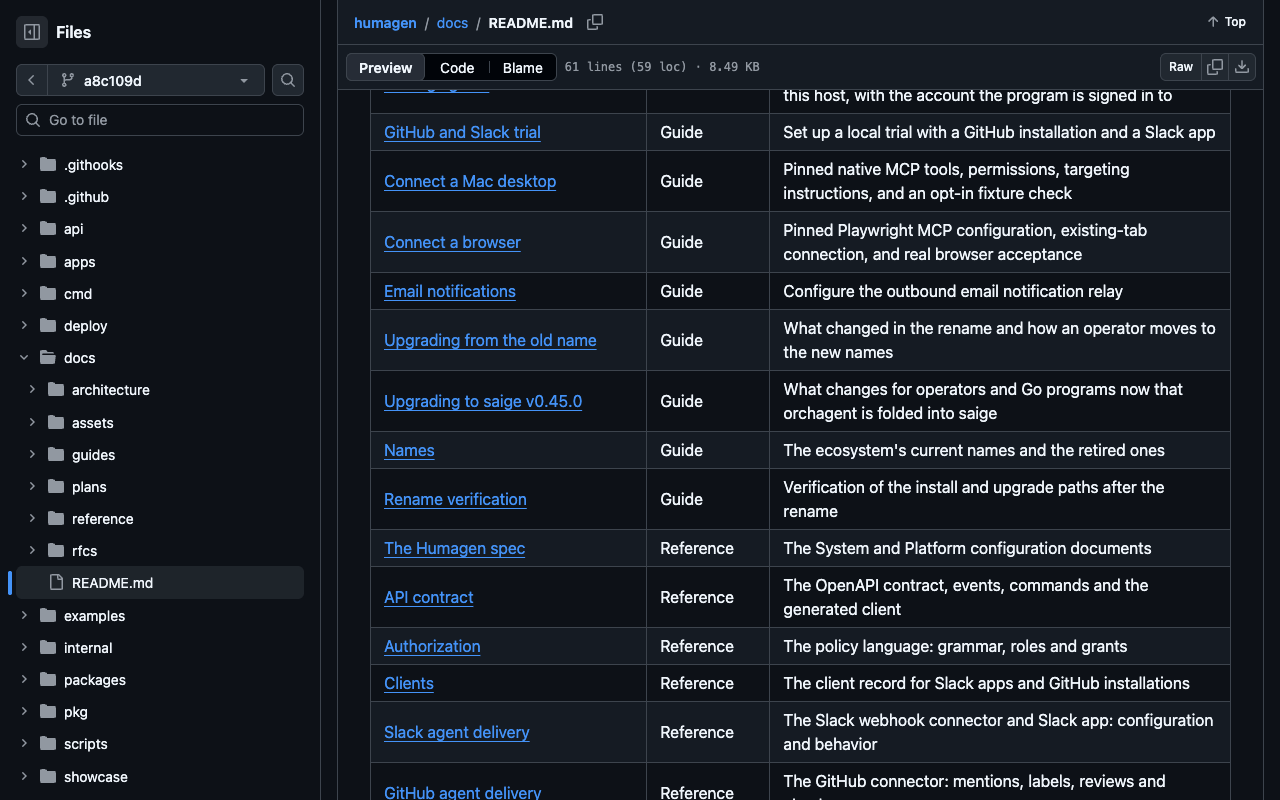 Files
a8c109d
Go to file
.githooks
.github
api
apps
cmd
deploy
docs
architecture
assets
guides
plans
reference
rfcs
README.md
examples
internal
packages
pkg
scripts
showcase
humagen / docs / README.md
Top
Preview Code Blame 61 lines (59 loc) · 8.49 KB
Raw
this host, with the account the program is signed in to
GitHub and Slack trial Guide Set up a local trial with a GitHub installation and a Slack app
Connect a Mac desktop Guide Pinned native MCP tools, permissions, targeting
instructions, and an opt-in fixture check
Connect a browser Guide Pinned Playwright MCP configuration, existing-tab
connection, and real browser acceptance
Email notifications Guide Configure the outbound email notification relay
Upgrading from the old name Guide What changed in the rename and how an operator moves to
the new names
Upgrading to saige v0.45.0 Guide What changes for operators and Go programs now that
orchagent is folded into saige
Names Guide The ecosystem's current names and the retired ones
Rename verification Guide Verification of the install and upgrade paths after the
rename
The Humagen spec Reference The System and Platform configuration documents
API contract Reference The OpenAPI contract, events, commands and the
generated client
Authorization Reference The policy language: grammar, roles and grants
Clients Reference The client record for Slack apps and GitHub installations
Slack agent delivery Reference The Slack webhook connector and Slack app: configuration
and behavior
GitHub agent delivery Reference The GitHub connector: mentions, labels, reviews and